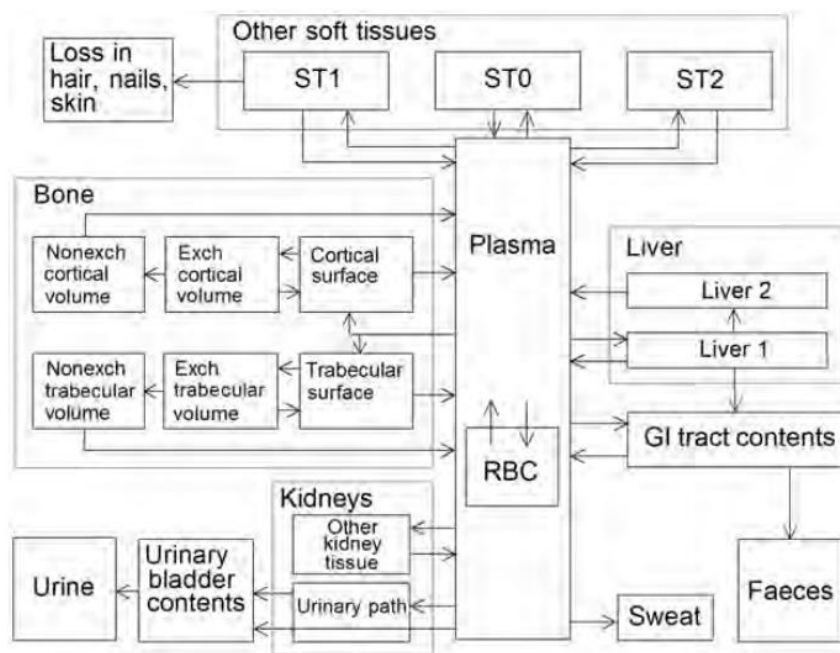 Other soft tissues
Loss in
hair, nails,
skin
ST1
ST0
ST2
Bone
Plasma
Liver
Nonexch
cortical
volume
Exch
cortical
volume
Cortical
surface
Liver 2
Liver 1
Nonexch
trabecular
volume
Exch
trabecular
volume
Trabecular
surface
GI tract contents
RBC
Kidneys
Other
kidney
tissue
Urine
Urinary
bladder
contents
Urinary path
Sweat
Faeces